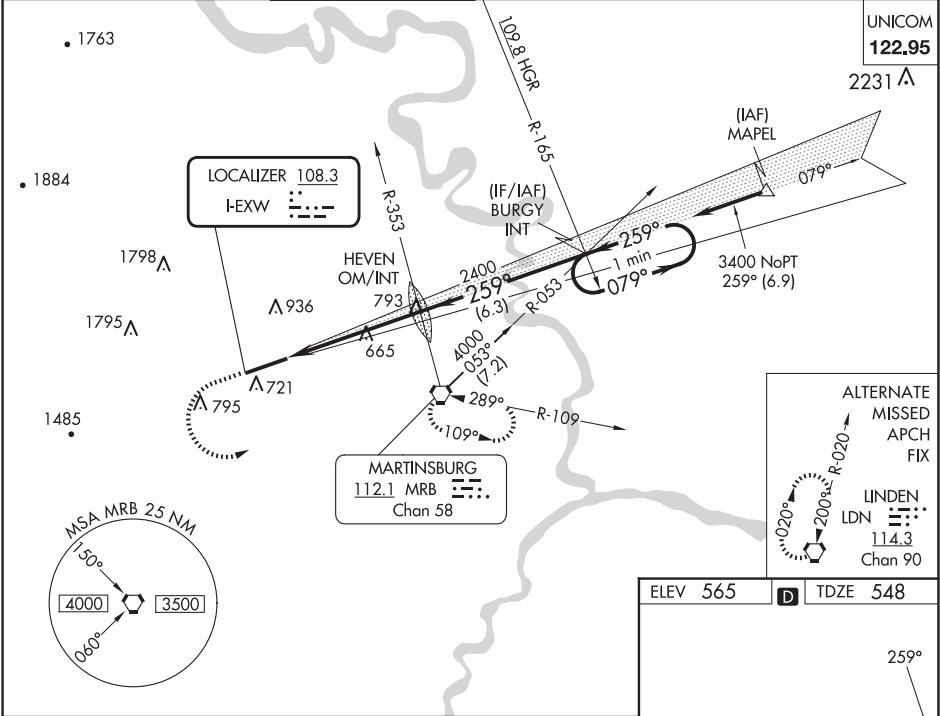 UNICOM
122.95
1763
2231
109.8 HGR
R-165
(IAF)
MAPEL
079°
1884
LOCALIZER 108.3
I-EXW
R-353
(IF/IAF)
BURGY
INT
259°
1 min
079°
3400 NoPT
259° (6.9)
1798
HEVEN
OM/INT
2400
259°
(6.3)
R-053
936
793
1795
665
4000
053°
(7.2)
721
795
289°
R-109
109°
1485
MARTINSBURG
112.1 MRB
Chan 58
ALTERNATE
MISSED
APCH
FIX
R-020
020°
200°
LINDEN
LDN
114.3
Chan 90
MSA MRB 25 NM
150°
4000
3500
060°
ELEV 565
D
TDZE 548
259°